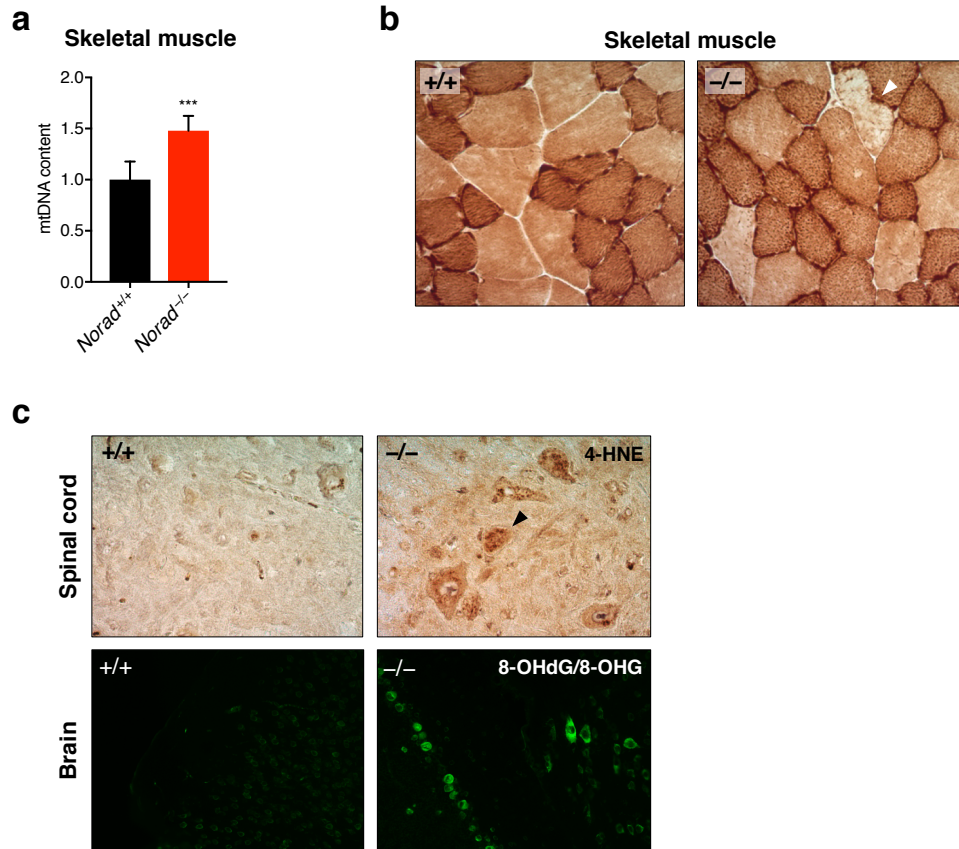 a
Skeletal muscle
2.0
1.5
1.0
0.5
0.0
mtDNA content
***
Norad+/+
Norad−/−
b
Skeletal muscle
+/+
−/−
c
Spinal cord
+/+
−/−
4-HNE
Brain
+/+
−/−
8-OHdG/8-OHG